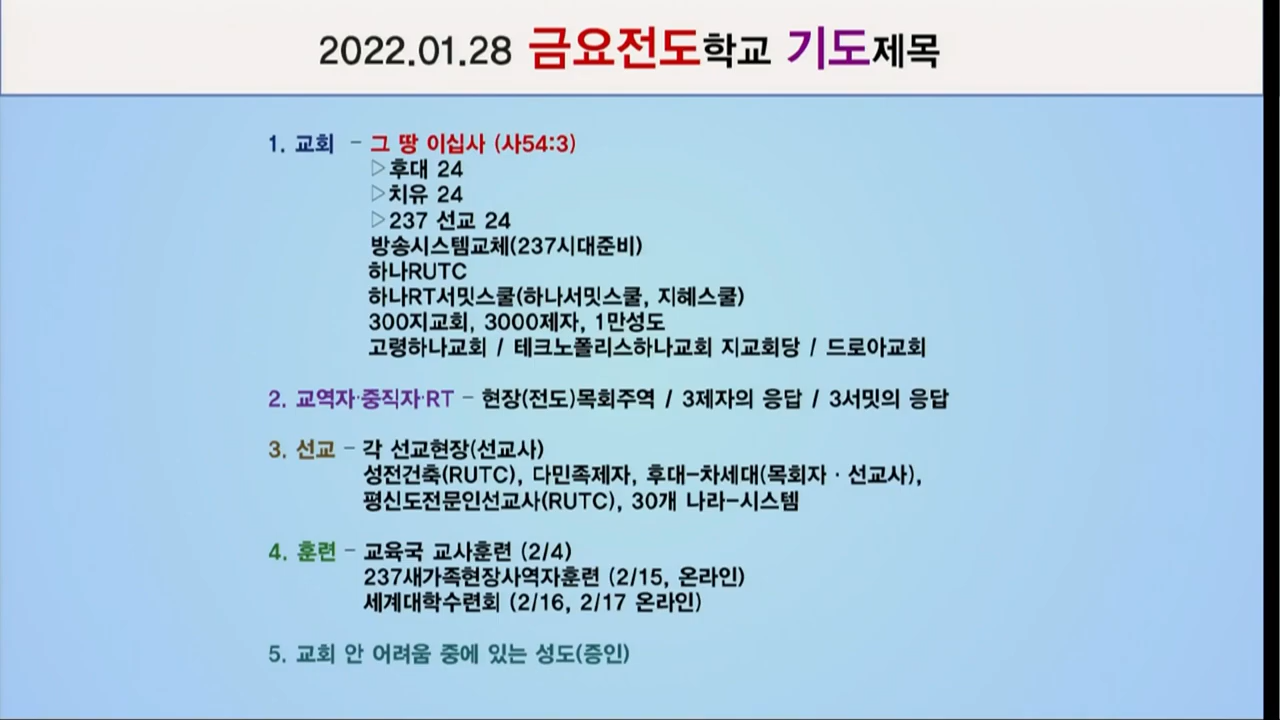 2022.01.28 금요전도학교 기도제목
1. 교회 - 그 땅 이십사 (사54:3)
▷후대 24
▷치유 24
▷237 선교 24
방송시스템교체(237시대준비)
하나RUTC
하나RT서밋스쿨(하나서밋스쿨, 지혜스쿨)
300지교회, 3000제자, 1만성도
고령하나교회 / 테크노폴리스하나교회 지교회당 / 드로아교회
2. 교역자·중직자·RT - 현장(전도)목회주역 / 3제자의 응답 / 3서밋의 응답
3. 선교 - 각 선교현장(선교사)
성전건축(RUTC), 다민족제자, 후대-차세대(목회자 · 선교사),
평신도전문인선교사(RUTC), 30개 나라-시스템
4. 훈련 - 교육국 교사훈련 (2/4)
237새가족현장사역자훈련 (2/15, 온라인)
세계대학수련회 (2/16, 2/17 온라인)
5. 교회 안 어려움 중에 있는 성도(증인)